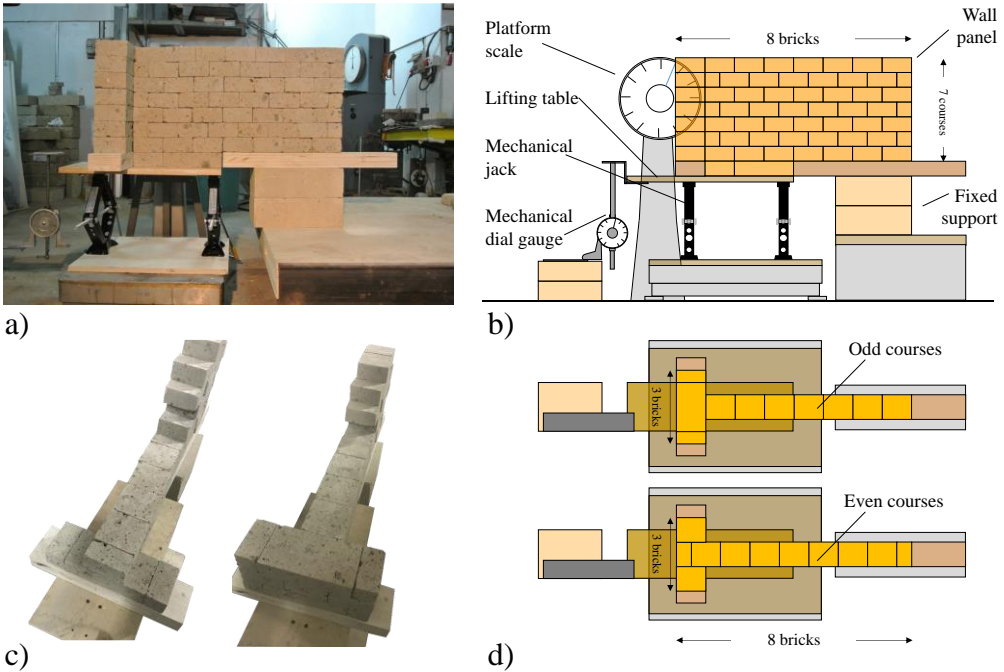 a)
Platform
scale
Lifting table
Mechanical
jack
Mechanical
dial gauge
8 bricks
Wall
panel
7 courses
Fixed
support
b)
c)
Odd courses
3 bricks
Even courses
3 bricks
8 bricks
d)